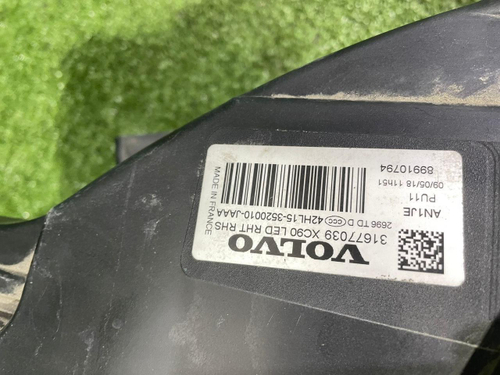 VOLVO
31677039 XC90 LED RHT RHS
2696 TD D CCC 42HL15-3520010-JAAA
AN1JE
PU11
09/05/18 11h51
89910794
MADE IN FRANCE